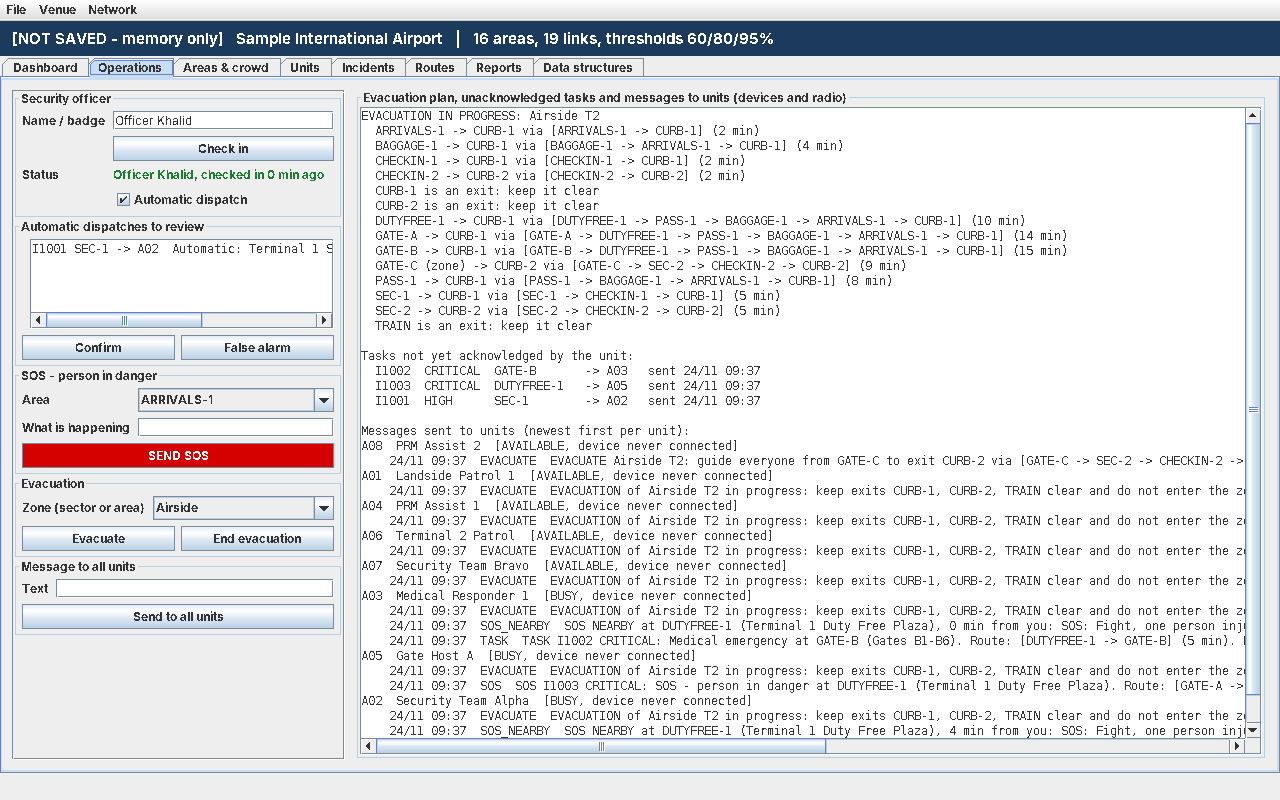 File Venue Network
[NOT SAVED - memory only] Sample International Airport | 16 areas, 19 links, thresholds 60/80/95%
Dashboard Operations Areas & crowd Units Incidents Routes Reports Data structures
Security officer
Name / badge Officer Khalid
Check in
Status Officer Khalid, checked in 0 min ago
Automatic dispatch
Automatic dispatches to review
I1001 SEC-1 -> A02 Automatic: Terminal 1 S
Confirm False alarm
SOS - person in danger
Area ARRIVALS-1
What is happening
SEND SOS
Evacuation
Zone (sector or area) Airside
Evacuate End evacuation
Message to all units
Text
Send to all units
Evacuation plan, unacknowledged tasks and messages to units (devices and radio)
EVACUATION IN PROGRESS: Airside T2
ARRIVALS-1 -> CURB-1 via [ARRIVALS-1 -> CURB-1] (2 min)
BAGGAGE-1 -> CURB-1 via [BAGGAGE-1 -> ARRIVALS-1 -> CURB-1] (4 min)
CHECKIN-1 -> CURB-1 via [CHECKIN-1 -> CURB-1] (2 min)
CHECKIN-2 -> CURB-2 via [CHECKIN-2 -> CURB-2] (2 min)
CURB-1 is an exit: keep it clear
CURB-2 is an exit: keep it clear
DUTYFREE-1 -> CURB-1 via [DUTYFREE-1 -> PASS-1 -> BAGGAGE-1 -> ARRIVALS-1 -> CURB-1] (10 min)
GATE-A -> CURB-1 via [GATE-A -> DUTYFREE-1 -> PASS-1 -> BAGGAGE-1 -> ARRIVALS-1 -> CURB-1] (14 min)
GATE-B -> CURB-1 via [GATE-B -> DUTYFREE-1 -> PASS-1 -> BAGGAGE-1 -> ARRIVALS-1 -> CURB-1] (15 min)
GATE-C (zone) -> CURB-2 via [GATE-C -> SEC-2 -> CHECKIN-2 -> CURB-2] (9 min)
PASS-1 -> CURB-1 via [PASS-1 -> BAGGAGE-1 -> ARRIVALS-1 -> CURB-1] (8 min)
SEC-1 -> CURB-1 via [SEC-1 -> CHECKIN-1 -> CURB-1] (5 min)
SEC-2 -> CURB-2 via [SEC-2 -> CHECKIN-2 -> CURB-2] (5 min)
TRAIN is an exit: keep it clear
Tasks not yet acknowledged by the unit:
I1002 CRITICAL GATE-B -> A03 sent 24/11 09:37
I1003 CRITICAL DUTYFREE-1 -> A05 sent 24/11 09:37
I1001 HIGH SEC-1 -> A02 sent 24/11 09:37
Messages sent to units (newest first per unit):
A08 PRM Assist 2 [AVAILABLE, device never connected]
24/11 09:37 EVACUATE EVACUATE Airside T2: guide everyone from GATE-C to exit CURB-2 via [GATE-C -> SEC-2 -> CHECKIN-2 ->
A01 Landside Patrol 1 [AVAILABLE, device never connected]
24/11 09:37 EVACUATE EVACUATION of Airside T2 in progress: keep exits CURB-1, CURB-2, TRAIN clear and do not enter the z
A04 PRM Assist 1 [AVAILABLE, device never connected]
24/11 09:37 EVACUATE EVACUATION of Airside T2 in progress: keep exits CURB-1, CURB-2, TRAIN clear and do not enter the z
A06 Terminal 2 Patrol [AVAILABLE, device never connected]
24/11 09:37 EVACUATE EVACUATION of Airside T2 in progress: keep exits CURB-1, CURB-2, TRAIN clear and do not enter the z
A07 Security Team Bravo [AVAILABLE, device never connected]
24/11 09:37 EVACUATE EVACUATION of Airside T2 in progress: keep exits CURB-1, CURB-2, TRAIN clear and do not enter the z
A03 Medical Responder 1 [BUSY, device never connected]
24/11 09:37 EVACUATE EVACUATION of Airside T2 in progress: keep exits CURB-1, CURB-2, TRAIN clear and do not enter the z
24/11 09:37 SOS_NEARBY SOS NEARBY at DUTYFREE-1 (Terminal 1 Duty Free Plaza), 0 min from you: SOS: Fight, one person inj
24/11 09:37 TASK TASK I1002 CRITICAL: Medical emergency at GATE-B (Gates B1-B6). Route: [DUTYFREE-1 -> GATE-B] (5 min).
A05 Gate Host A [BUSY, device never connected]
24/11 09:37 EVACUATE EVACUATION of Airside T2 in progress: keep exits CURB-1, CURB-2, TRAIN clear and do not enter the z
24/11 09:37 SOS SOS I1003 CRITICAL: SOS - person in danger at DUTYFREE-1 (Terminal 1 Duty Free Plaza). Route: [GATE-A ->
A02 Security Team Alpha [BUSY, device never connected]
24/11 09:37 EVACUATE EVACUATION of Airside T2 in progress: keep exits CURB-1, CURB-2, TRAIN clear and do not enter the z
24/11 09:37 SOS_NEARBY SOS NEARBY at DUTYFREE-1 (Terminal 1 Duty Free Plaza), 4 min from you: SOS: Fight, one person inj